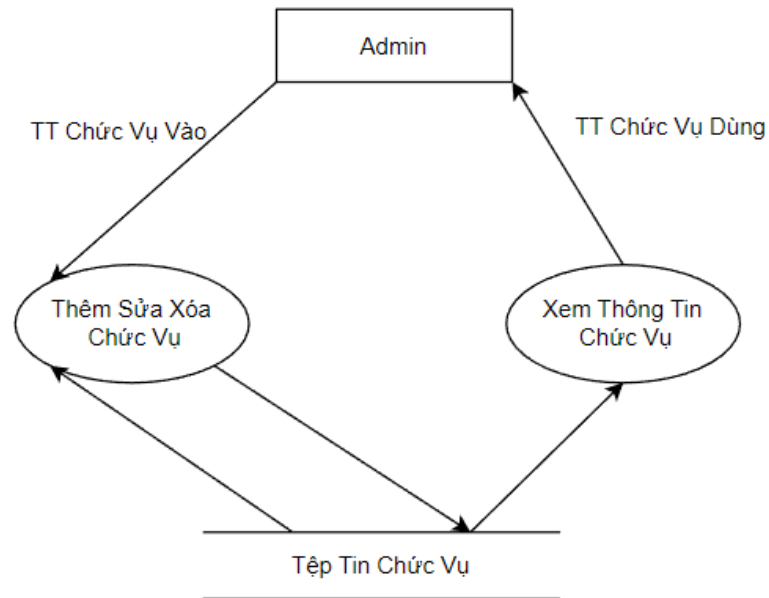 Admin
TT Chức Vụ Vào
TT Chức Vụ Dùng
Thêm Sửa Xóa
Chức Vụ
Xem Thông Tin
Chức Vụ
Tệp Tin Chức Vụ